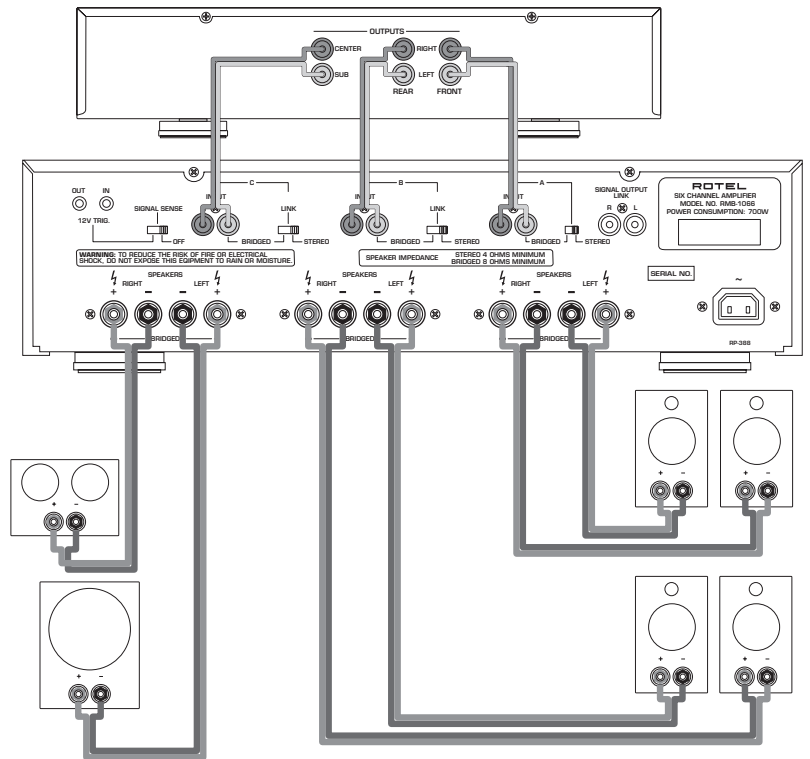 OUTPUTS
CENTER RIGHT
SUB LEFT
REAR FRONT
C B A
OUT IN
12V TRIG.
SIGNAL SENSE
OFF
INPUT LINK
BRIDGED STEREO
INPUT LINK
BRIDGED STEREO
INPUT
BRIDGED STEREO
SIGNAL OUTPUT
LINK
R L
ROTEL
SIX CHANNEL AMPLIFIER
MODEL NO. RMB-1066
POWER CONSUMPTION: 700W
WARNING: TO REDUCE THE RISK OF FIRE OR ELECTRICAL
SHOCK, DO NOT EXPOSE THIS EQIPMENT TO RAIN OR MOISTURE.
SPEAKER IMPEDANCE
STEREO 4 OHMS MINIMUM
BRIDGED 8 OHMS MINIMUM
SERIAL NO.
SPEAKERS
RIGHT LEFT
+ – – +
BRIDGED
SPEAKERS
RIGHT LEFT
+ – – +
BRIDGED
SPEAKERS
RIGHT LEFT
+ – – +
BRIDGED
~
RP-388
+ –
+ –
+ –
+ –
+ –
+ –